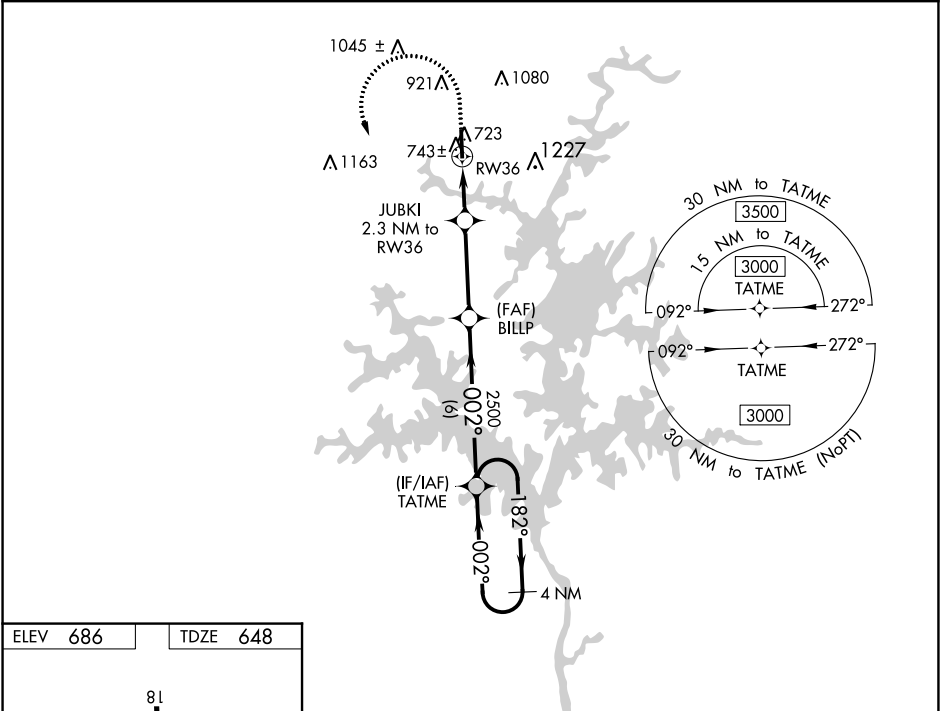 1045 ±
921
1080
723
743±
1163
RW36
1227
JUBKI
2.3 NM to
RW36
(FAF)
BILLP
2500
002°
(6)
(IF/IAF)
TATME
182°
002°
4 NM
30 NM to TATME
3500
15 NM to TATME
3000
TATME
092°
272°
092°
272°
TATME
3000
30 NM to TATME (NoPT)
ELEV 686
TDZE 648
18